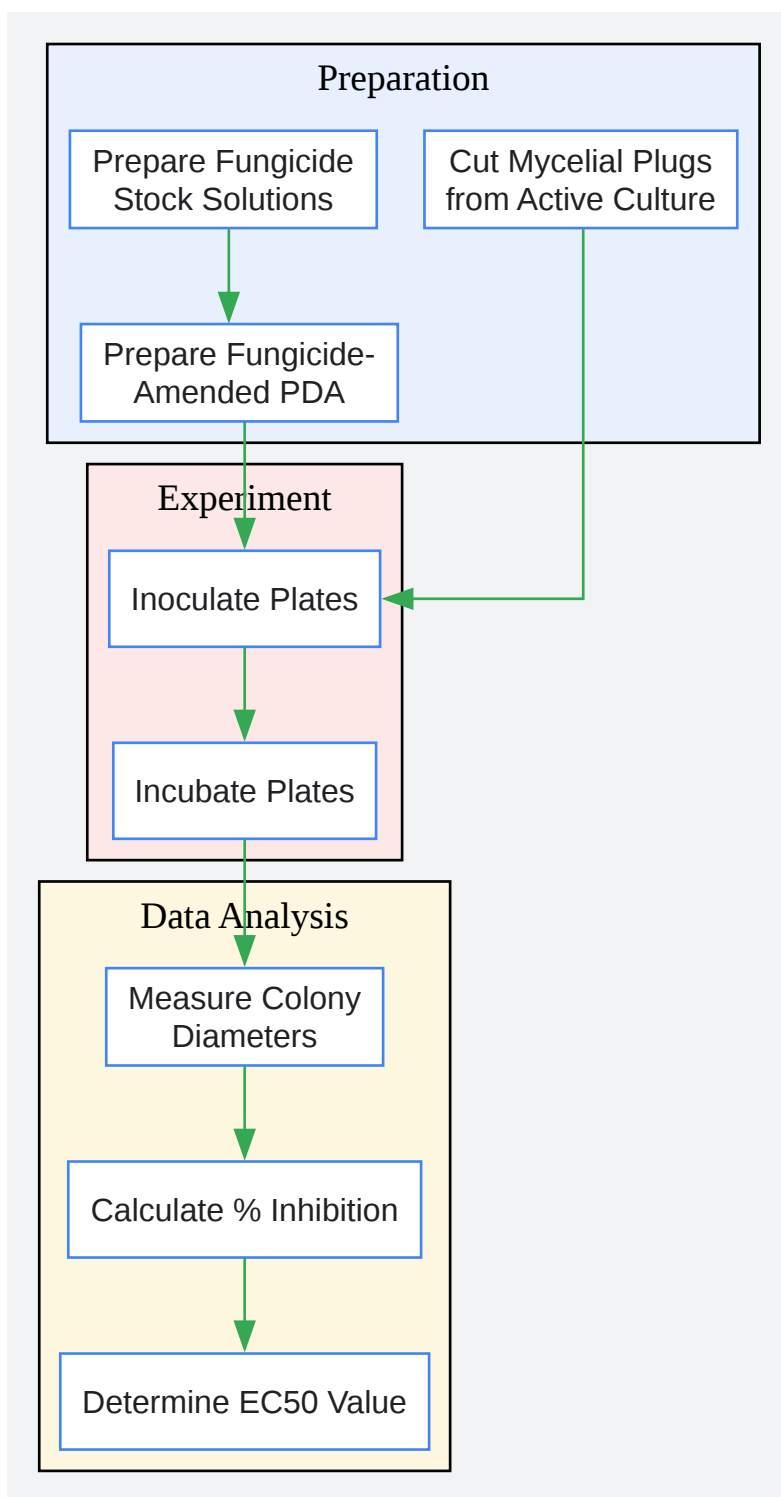 Preparation
Prepare Fungicide
Stock Solutions
Cut Mycelial Plugs
from Active Culture
Prepare Fungicide-
Amended PDA
Experiment
Inoculate Plates
Incubate Plates
Data Analysis
Measure Colony
Diameters
Calculate % Inhibition
Determine EC50 Value